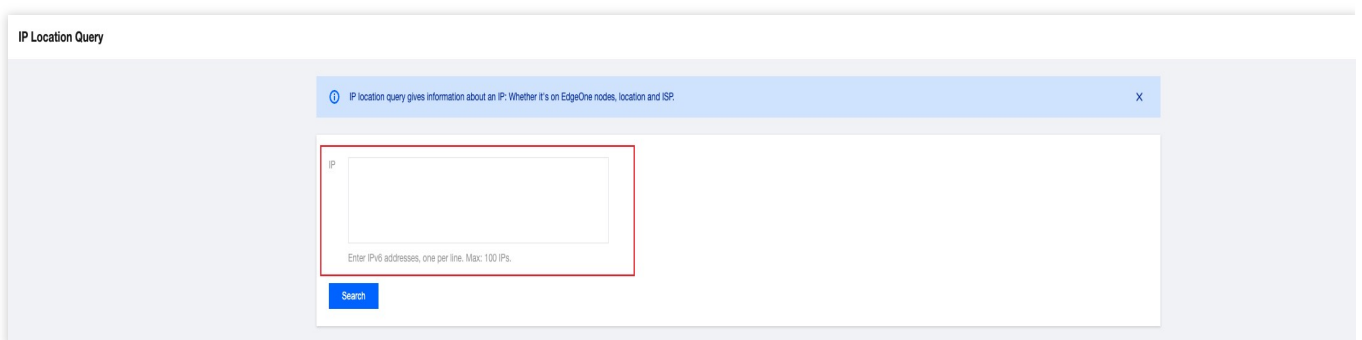 IP Location Query
IP location query gives information about an IP: Whether it's on EdgeOne nodes, location and ISP.
IP
Enter IPv6 addresses, one per line. Max: 100 IPs.
Search